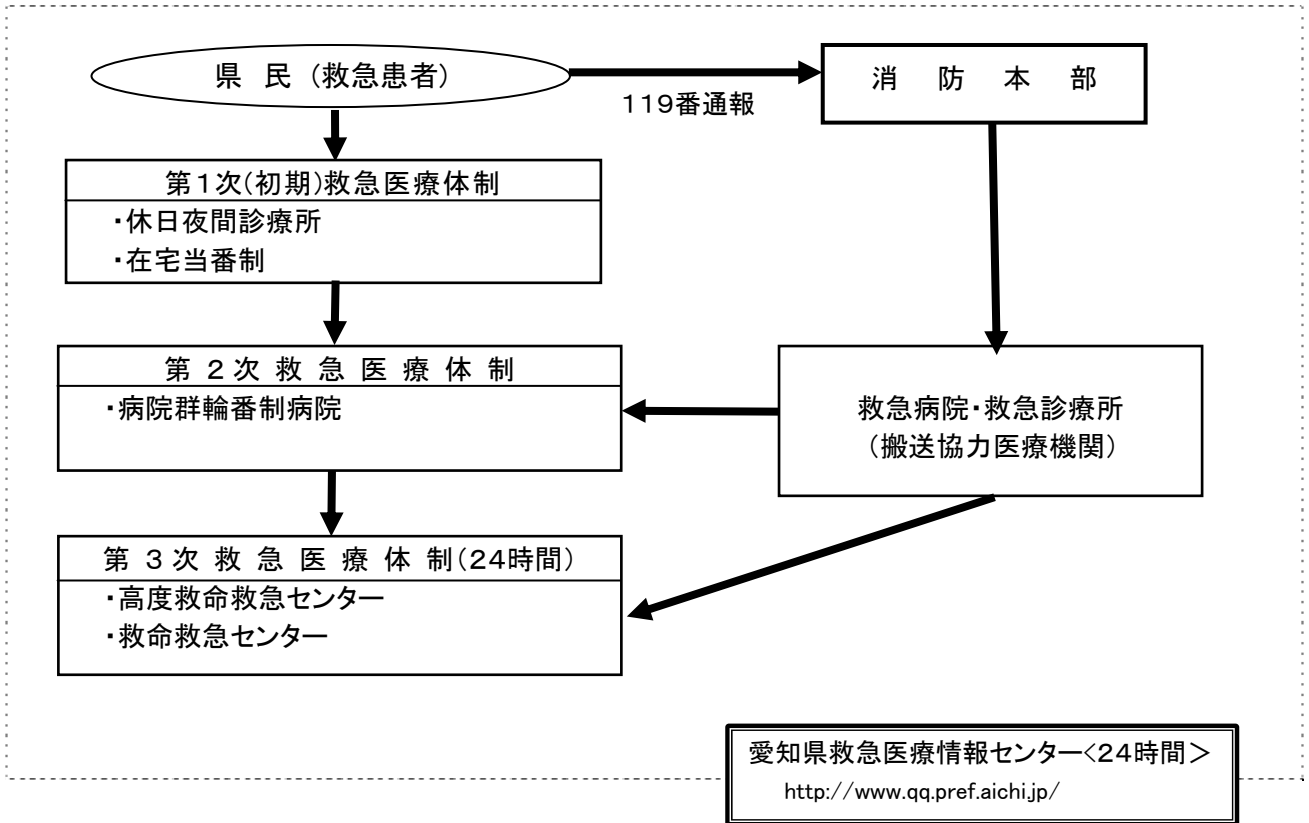 県 民 (救急患者)
119番通報
消 防 本 部
第1次(初期)救急医療体制
・休日夜間診療所
・在宅当番制
第 2 次 救 急 医 療 体 制
・病院群輪番制病院
救急病院・救急診療所
(搬送協力医療機関)
第 3 次 救 急 医 療 体 制(24時間)
・高度救命救急センター
・救命救急センター
愛知県救急医療情報センター<24時間>
http://www.qq.pref.aichi.jp/